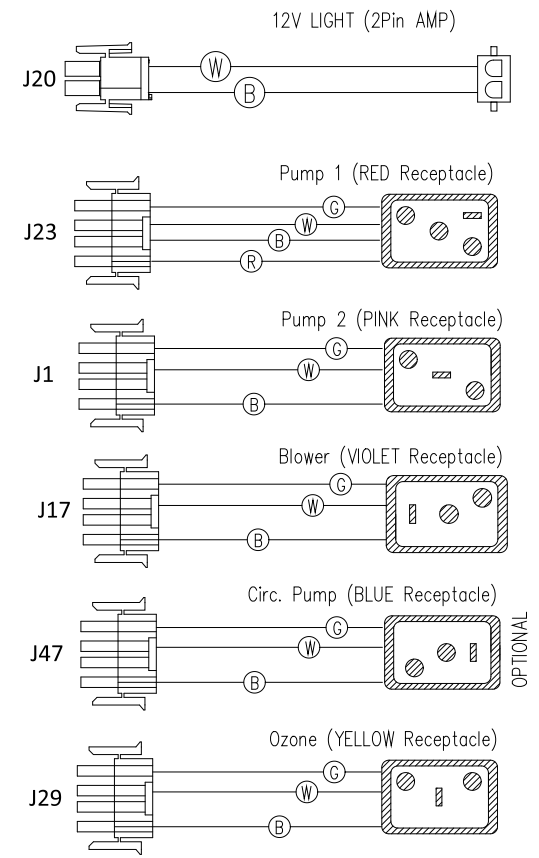 12V LIGHT (2Pin AMP)
J20
W
B
Pump 1 (RED Receptacle)
J23
G
W
B
R
Pump 2 (PINK Receptacle)
J1
G
W
B
Blower (VIOLET Receptacle)
J17
G
W
B
Circ. Pump (BLUE Receptacle)
J47
G
W
B
OPTIONAL
Ozone (YELLOW Receptacle)
J29
G
W
B